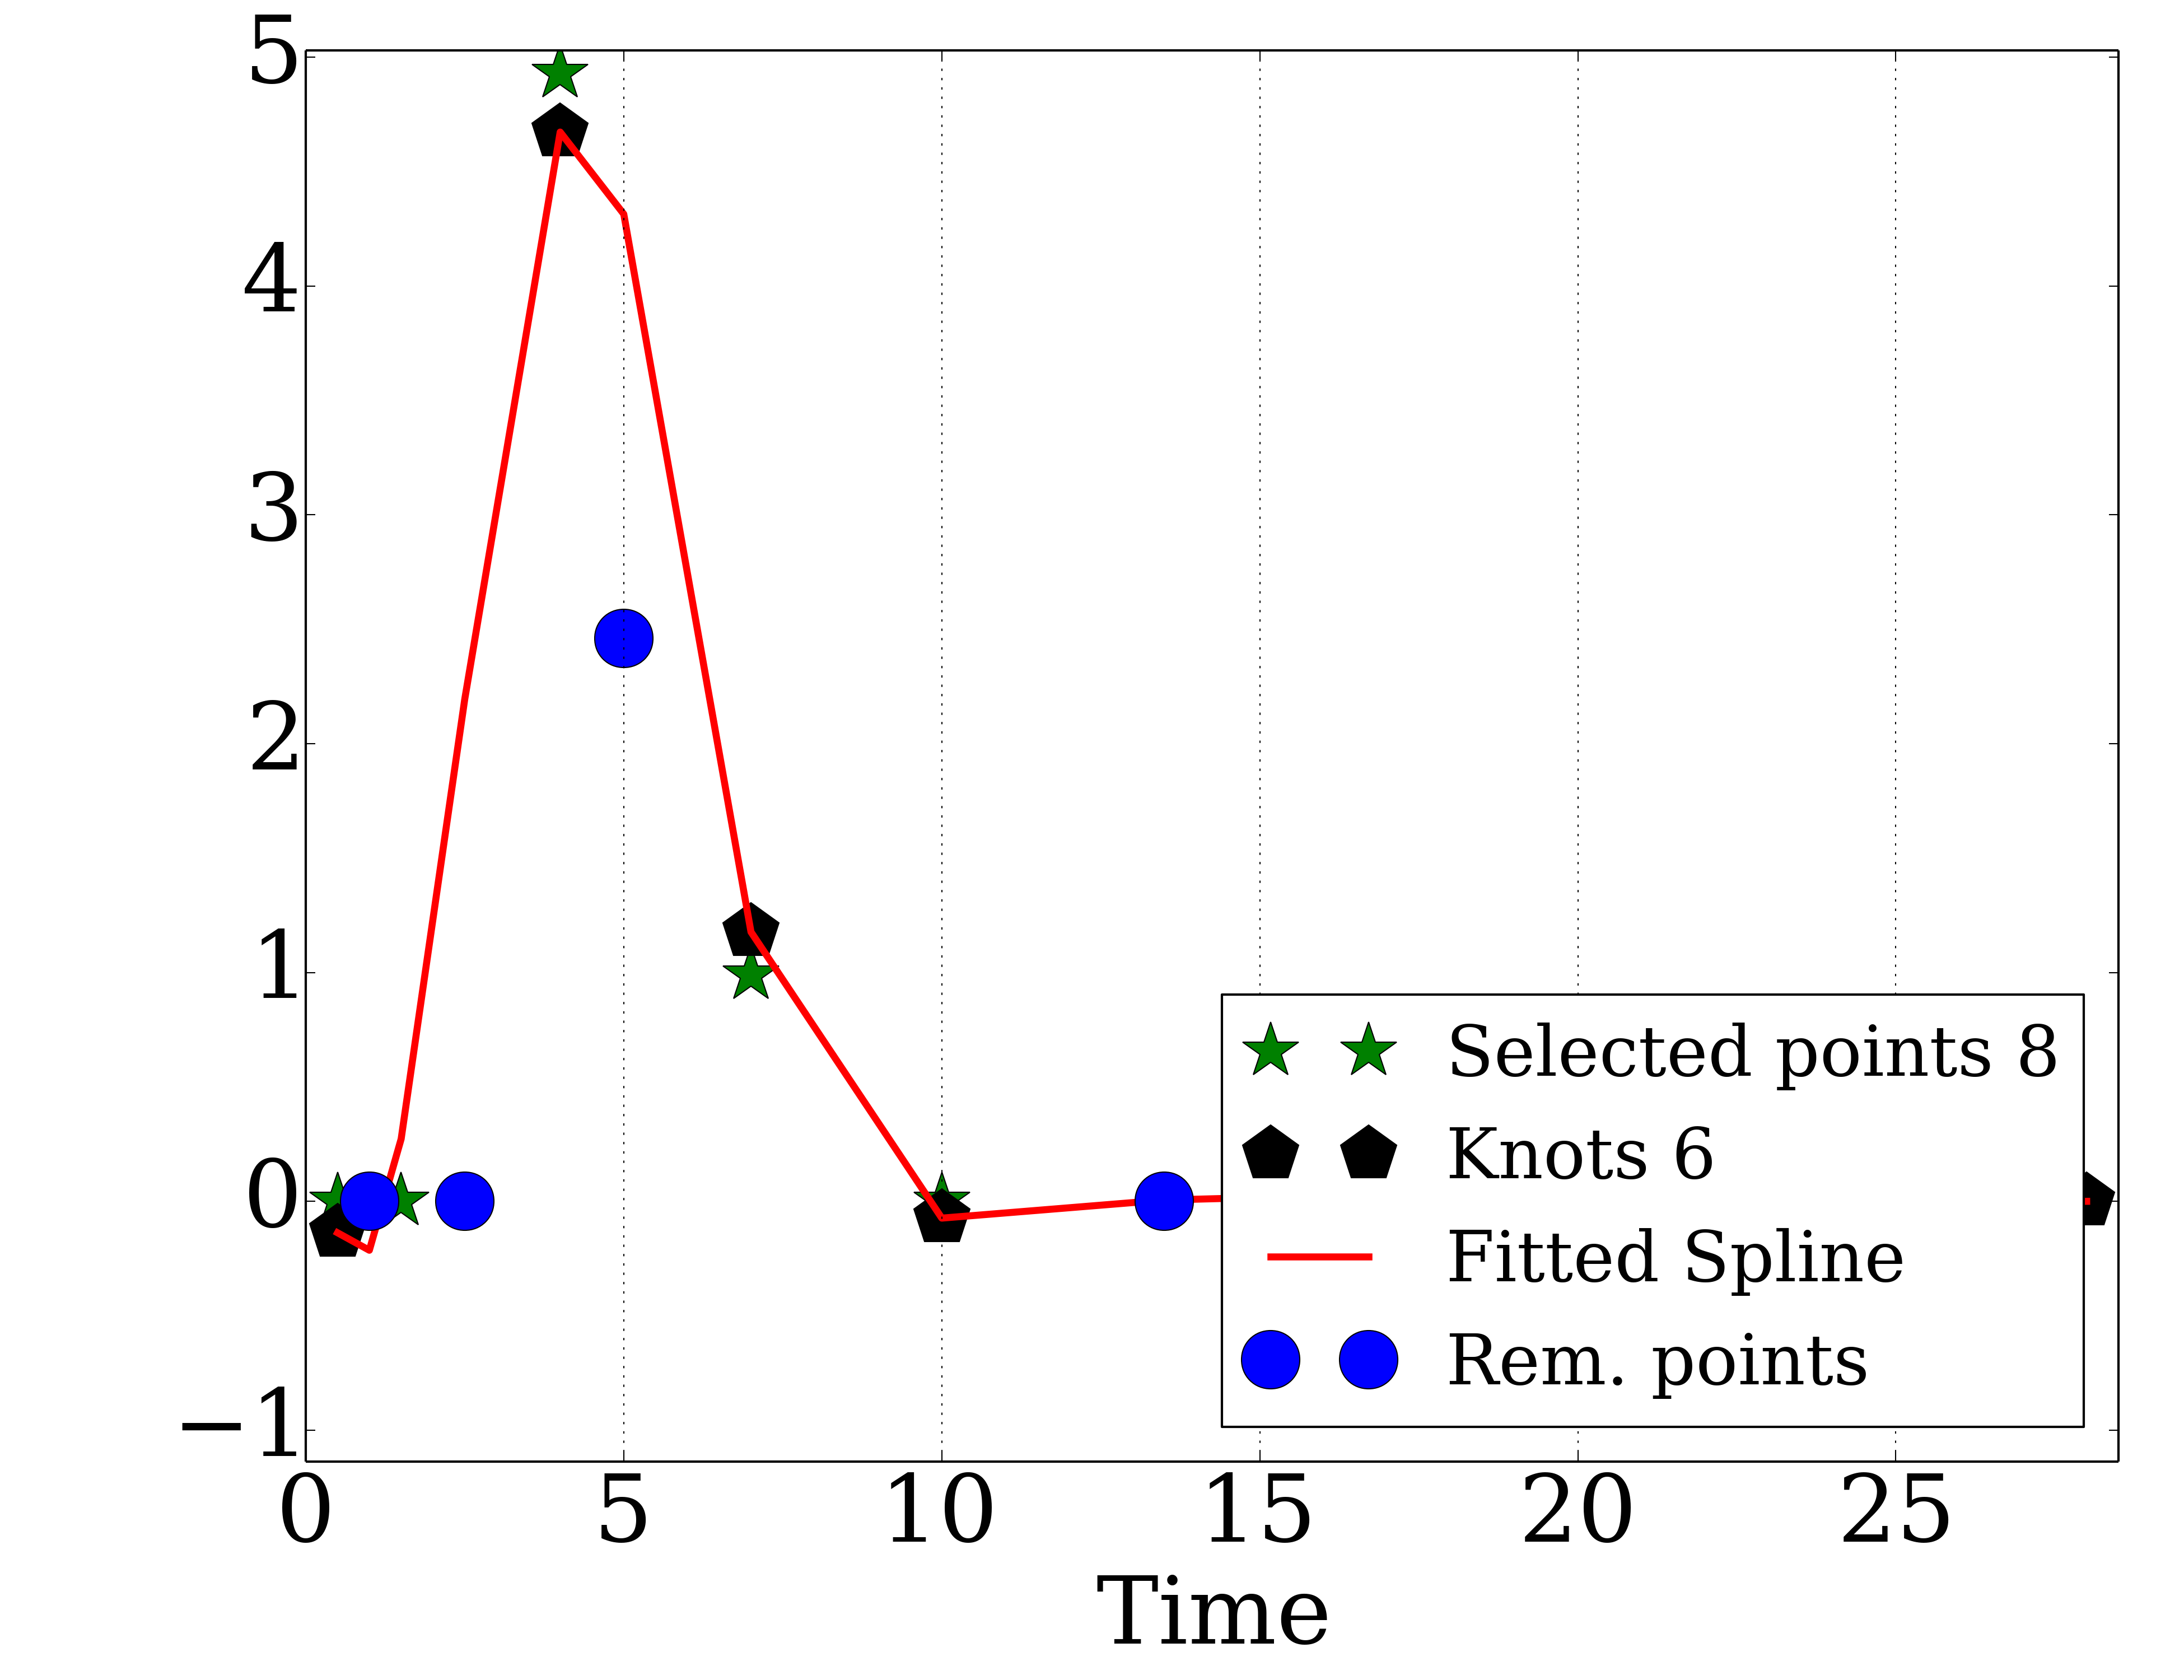 5
4
3
2
1
0
−1
Selected points 8
Knots 6
Fitted Spline
Rem. points
0 5 10 15 20 25
Time